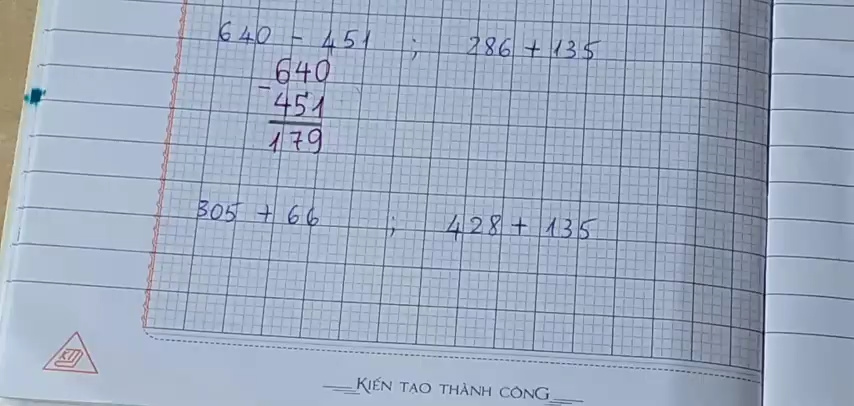 640 - 451 ; 286 + 135
- 640
451
179
305 + 66 ; 428 + 135
KIẾN TẠO THÀNH CÔNG